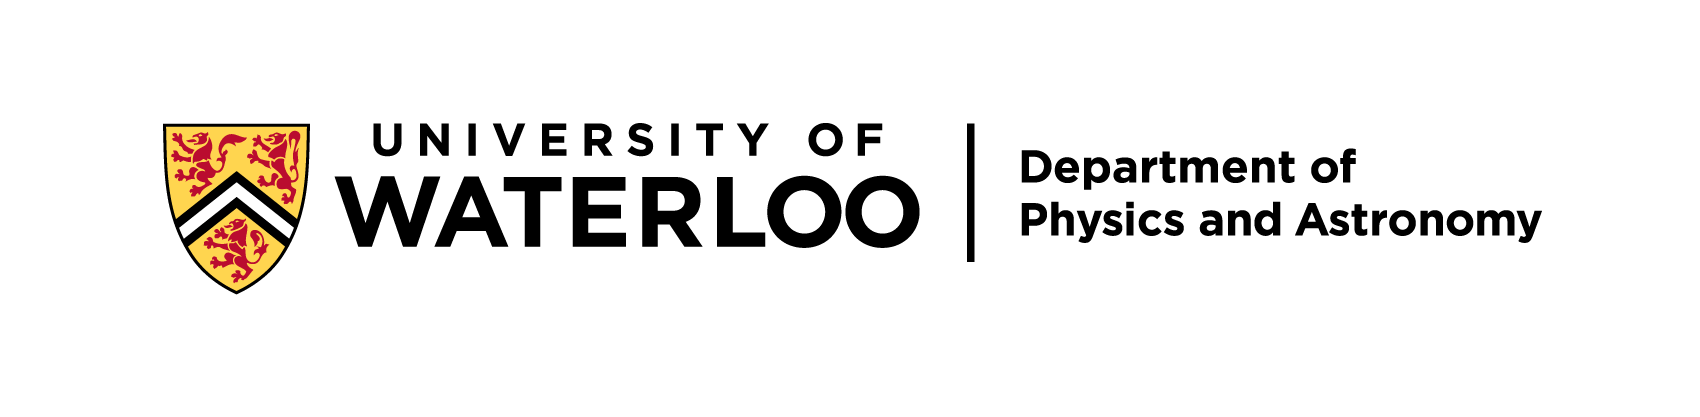 UNIVERSITY OF
WATERLOO
Department of
Physics and Astronomy